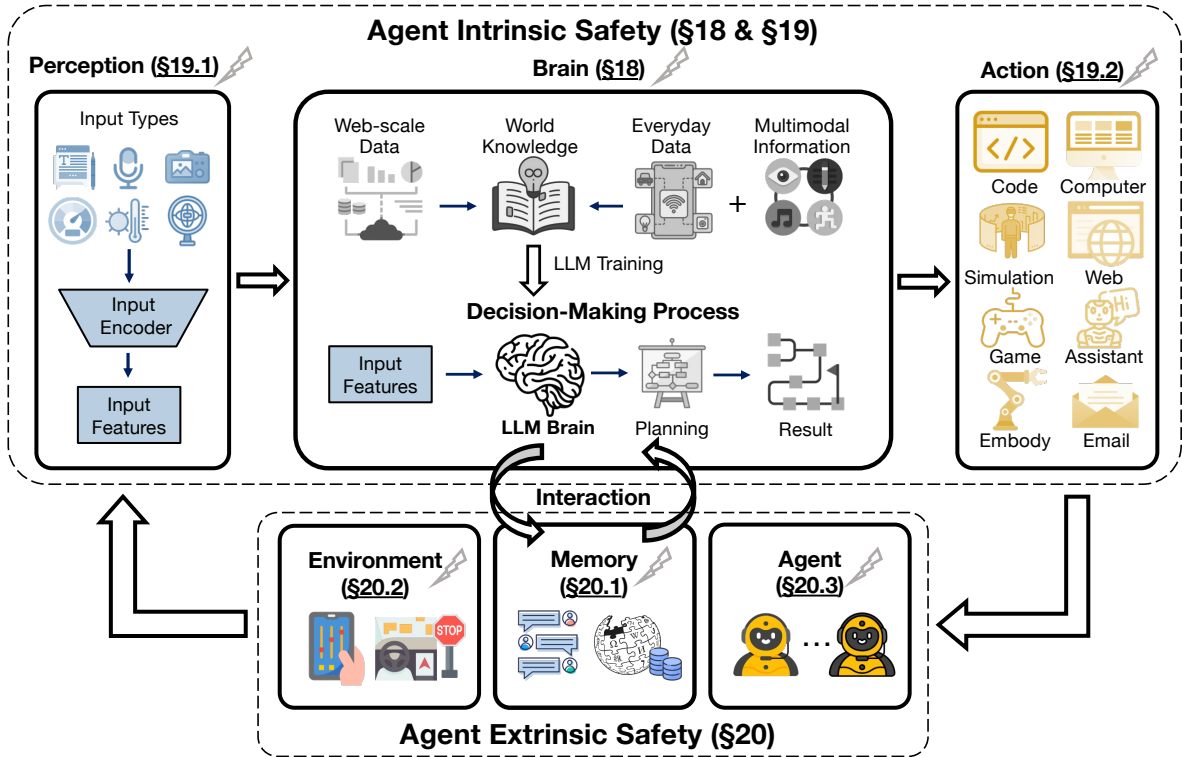 Agent Intrinsic Safety (§18 & §19)
Perception (§19.1)
Brain (§18)
Action (§19.2)
Input Types
T
Input
Encoder
Input
Features
Web-scale
Data
World
Knowledge
Everyday
Data
Multimodal
Information
+
LLM Training
Decision-Making Process
Input
Features
LLM Brain
Planning
Result
</>
Code
Computer
Simulation
Web
Hi
Game
Assistant
Embody
Email
Interaction
Environment
(§20.2)
STOP
Memory
(§20.1)
W
Agent
(§20.3)
...
Agent Extrinsic Safety (§20)